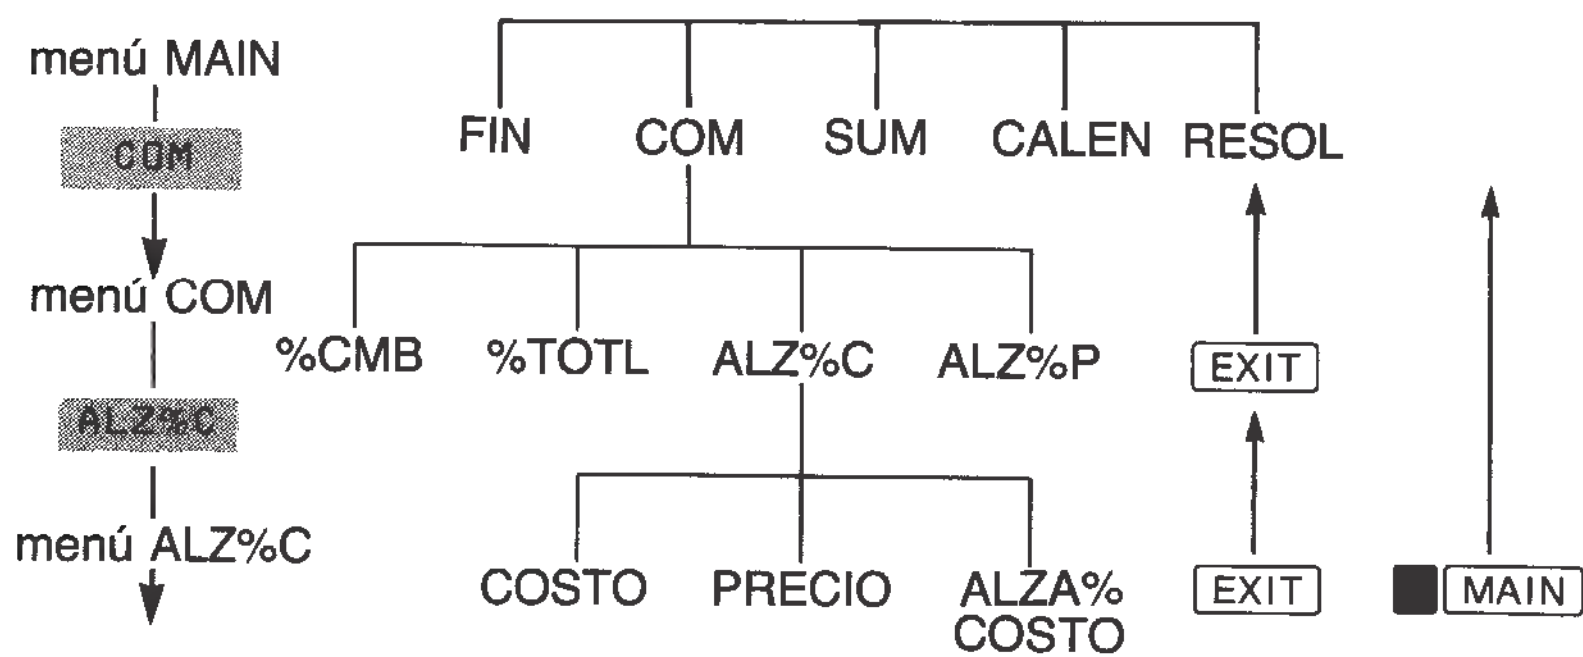 menú MAIN
COM
menú COM
ALZ%C
menú ALZ%C
FIN COM SUM CALEN RESOL
%CMB %TOTL ALZ%C ALZ%P EXIT
COSTO PRECIO ALZA% COSTO EXIT MAIN